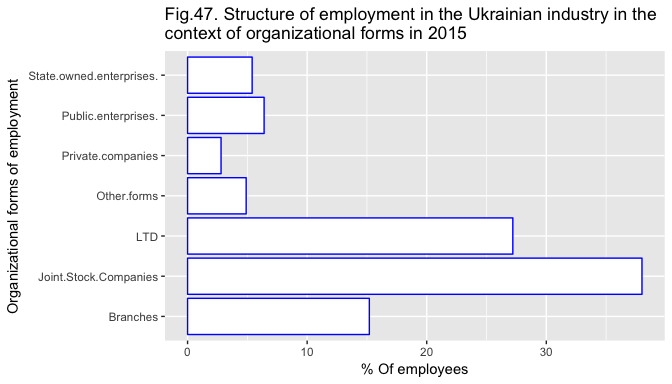 Fig.47. Structure of employment in the Ukrainian industry in the
context of organizational forms in 2015
Organizational forms of employment
State.owned.enterprises.
Public.enterprises.
Private.companies
Other.forms
LTD
Joint.Stock.Companies
Branches
0 10 20 30
% Of employees